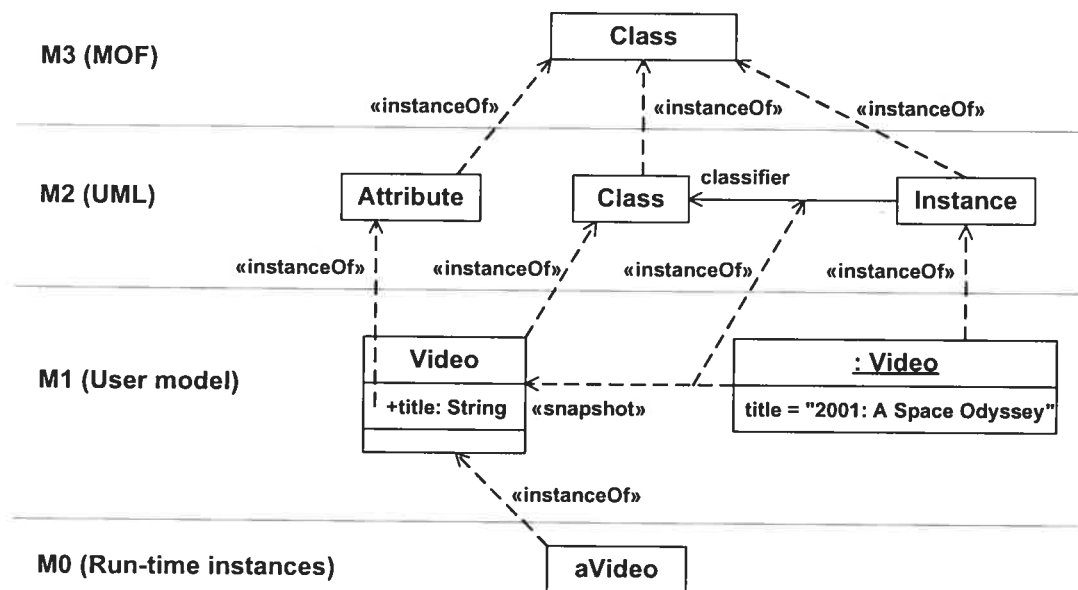 Class
M3 (MOF)
«instanceOf»
«instanceOf»
«instanceOf»
M2 (UML)
Attribute
Class
classifier
Instance
«instanceOf»
«instanceOf»
«instanceOf»
«instanceOf»
M1 (User model)
Video
+title: String
«snapshot»
: Video
title = "2001: A Space Odyssey"
«instanceOf»
M0 (Run-time instances)
aVideo